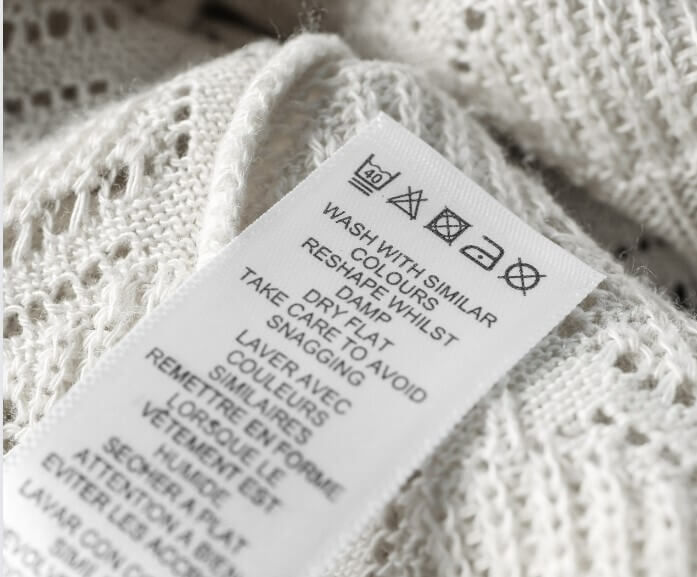 40
WASH WITH SIMILAR
COLOURS
RESHAPE WHILST
DAMP
DRY FLAT
TAKE CARE TO AVOID
SNAGGING
LAVER AVEC
COULEURS
SIMILAIRES
REMETTRE EN FORME
LORSQUE LE
VÊTEMENT EST
HUMIDE
SECHER A PLAT
ATTENTION A BIEN
EVITER LES
LAVAR CON